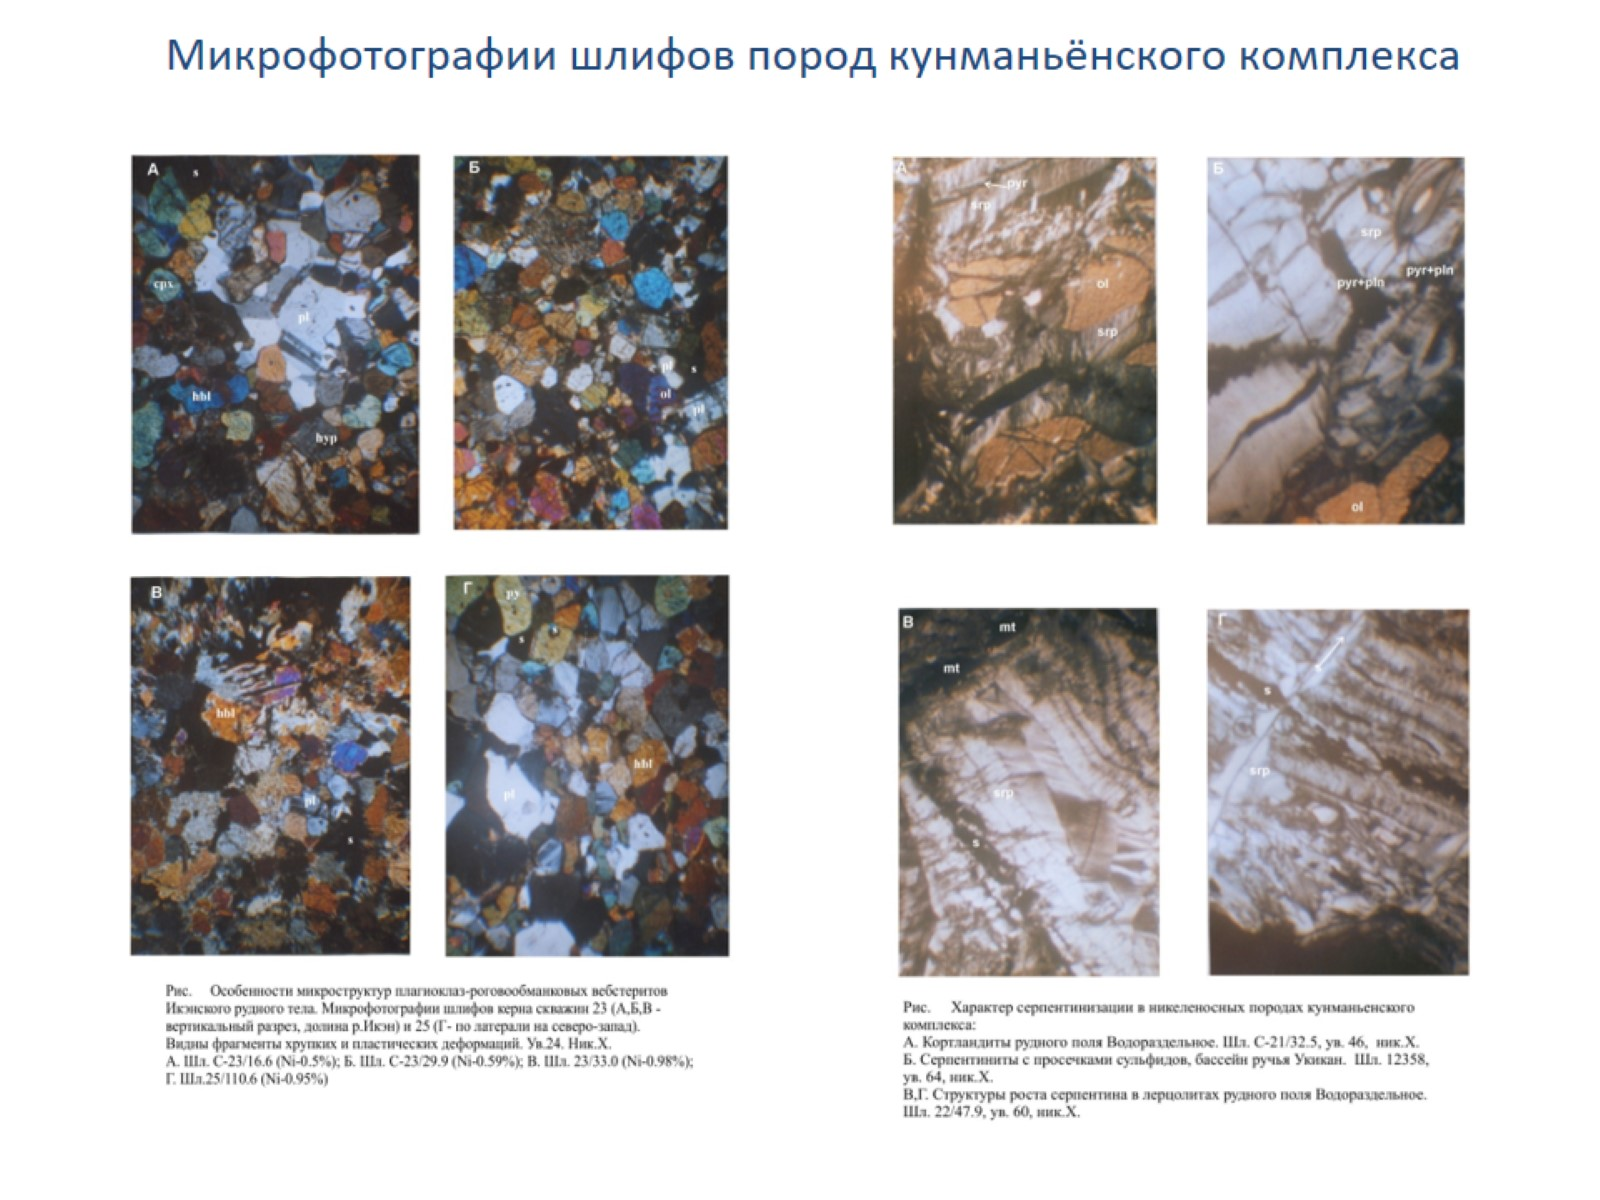 Микрофотографии шлифов пород кунманьёнского комплекса
А
s
cpx
pl
hbl
hyp
Б
pl
s
ol
pl
В
hbl
pl
s
Г
py
s
s
hbl
pl
Рис. Особенности микроструктур плагиоклаз-роговообманковых вебстеритов
Икэнского рудного тела. Микрофотографии шлифов керна скважин 23 (А,Б,В -
вертикальный разрез, долина р.Икэн) и 25 (Г- по латерали на северо-запад).
Видны фрагменты хрупких и пластических деформаций. Ув.24. Ник.Х.
А. Шл. С-23/16.6 (Ni-0.5%); Б. Шл. С-23/29.9 (Ni-0.59%); В. Шл. 23/33.0 (Ni-0.98%);
Г. Шл.25/110.6 (Ni-0.95%)
А
pyr
srp
ol
srp
Б
srp
pyr+pln
pyr+pln
ol
В
mt
mt
srp
s
Г
s
srp
Рис. Характер серпентинизации в никеленосных породах кунманьенского
комплекса:
А. Кортландиты рудного поля Водораздельное. Шл. С-21/32.5, ув. 46, ник.Х.
Б. Серпентиниты с просечками сульфидов, бассейн ручья Укикан. Шл. 12358,
ув. 64, ник.Х.
В,Г. Структуры роста серпентина в лерцолитах рудного поля Водораздельное.
Шл. 22/47.9, ув. 60, ник.Х.